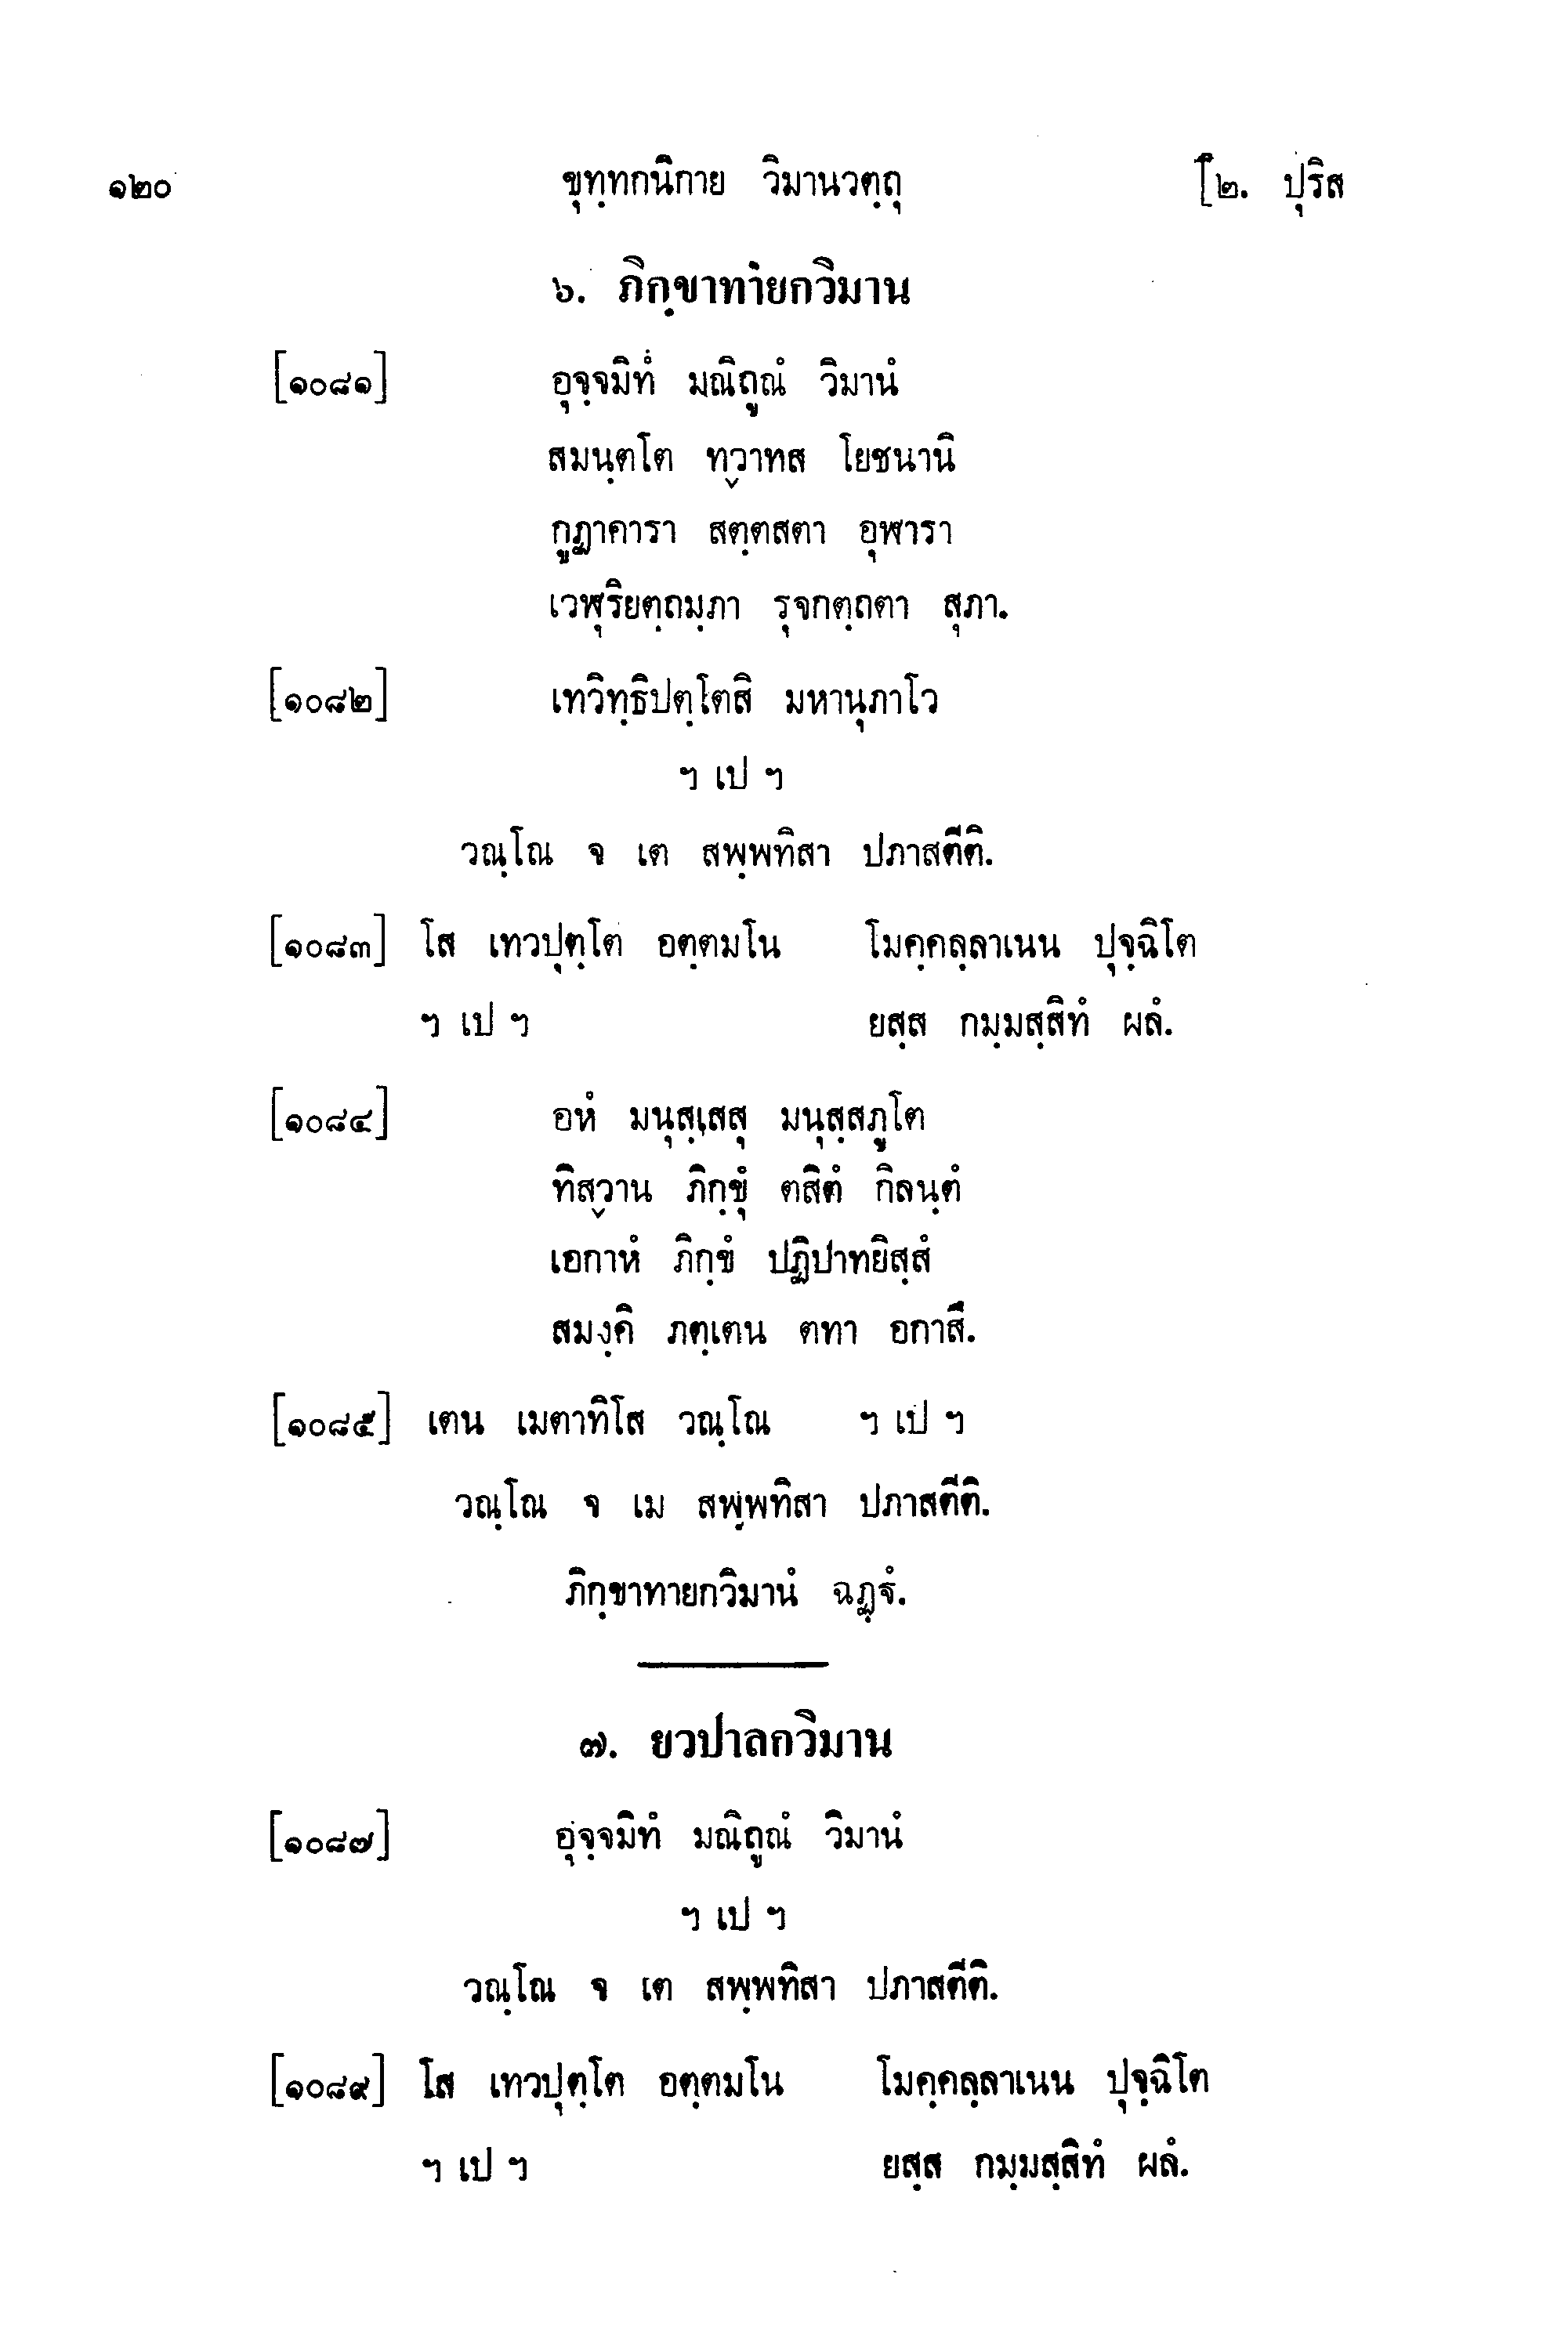 ๑๒๐ ขุทฺทกนิกาย วิมานวตฺถุ [๒. ปุริส
๖. ภิกฺขาทายกวิมาน
[๑๐๘๑] อุจฺจมิทํ มณิถูณํ วิมานํ
สมนฺตโต ทฺวาทส โยชนานิ
กูฏาคารา สตฺตสตา อุฬารา
เวฬุริยตฺถมฺภา รุจกตฺถตา สุภา.
[๑๐๘๒] เทวิทฺธิปตฺโตสิ มหานุภาโว
ฯ เป ฯ
วณฺโณ จ เต สพฺพทิสา ปภาสตีติ.
[๑๐๘๓] โส เทวปุตฺโต อตฺตมโน โมคฺคลฺลาเนน ปุจฺฉิโต
ฯ เป ฯ ยสฺส กมฺมสฺสิทํ ผลํ.
[๑๐๘๔] อหํ มนุสฺเสสุ มนุสฺสภูโต
ทิสฺวาน ภิกฺขุํ ตสิตํ กิลนฺตํ
เอกาหํ ภิกฺขํ ปฏิปาทยิสฺสํ
สมงฺคิ ภตฺเตน ตทา อกาสึ.
[๑๐๘๕] เตน เมตาทิโส วณฺโณ ฯ เป ฯ
วณฺโณ จ เม สพฺพทิสา ปภาสตีติ.
ภิกฺขาทายกวิมานํ ฉฏฺฐํ.
๗. ยวปาลกวิมาน
[๑๐๘๗] อุจฺจมิทํ มณิถูณํ วิมานํ
ฯ เป ฯ
วณฺโณ จ เต สพฺพทิสา ปภาสตีติ.
[๑๐๘๙] โส เทวปุตฺโต อตฺตมโน โมคฺคลฺลาเนน ปุจฺฉิโต
ฯ เป ฯ ยสฺส กมฺมสฺสิทํ ผลํ.